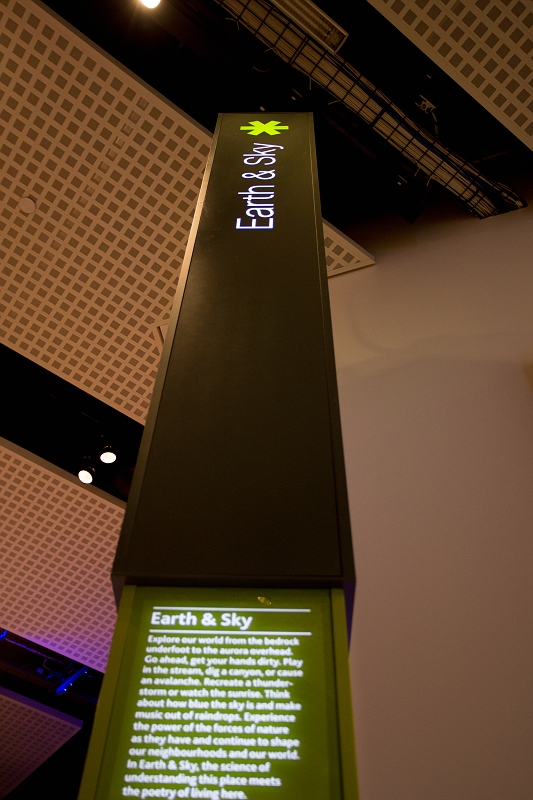 Earth & Sky
Earth & Sky
Explore our world from the bedrock
underfoot to the aurora overhead.
Go ahead, get your hands dirty. Play
in the stream, dig a canyon, or cause
an avalanche. Recreate a thunder-
storm or watch the sunrise. Think
about how blue the sky is and make
music out of raindrops. Experience
the power of the forces of nature
as they have and continue to shape
our neighbourhoods and our world.
In Earth & Sky, the science of
understanding this place meets
the poetry of living here.